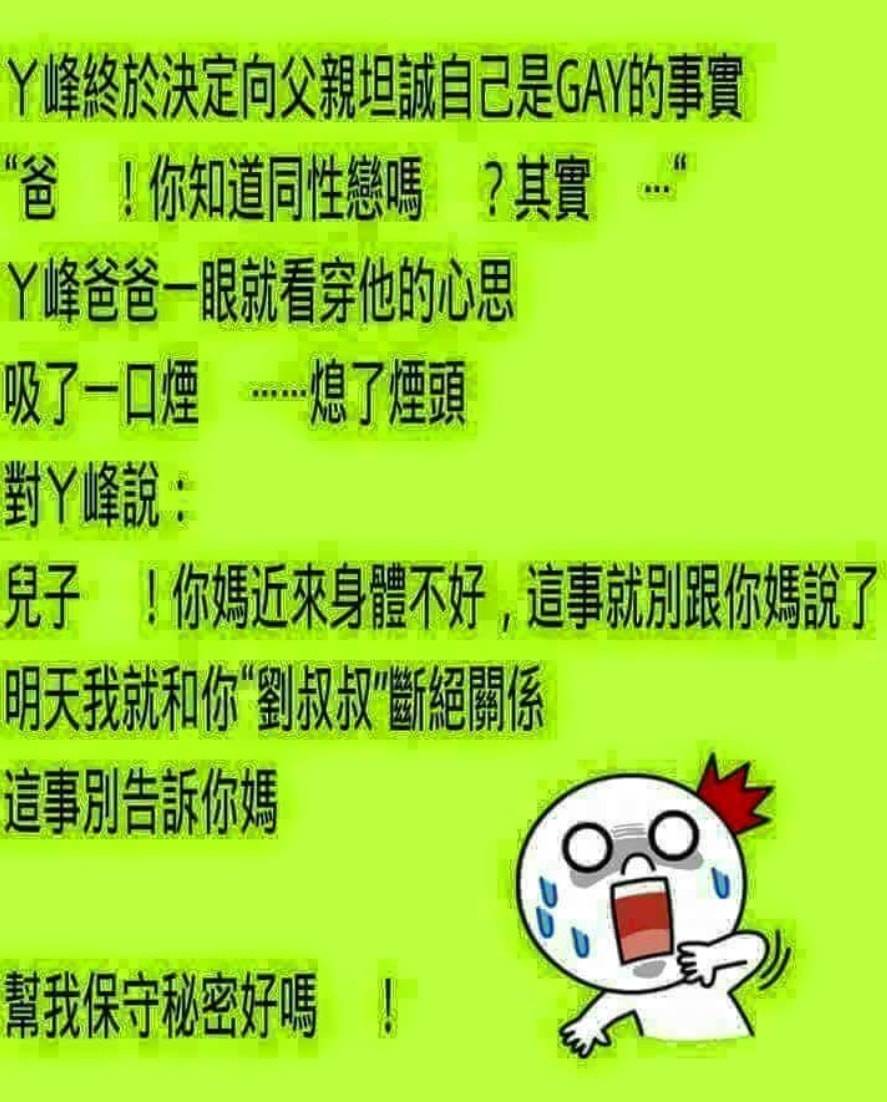 ㄚ峰終於決定向父親坦誠自己是GAY的事實
“爸 ！你知道同性戀嗎 ？其實 …“
ㄚ峰爸爸一眼就看穿他的心思
吸了一口煙 ……熄了煙頭
對ㄚ峰說：
兒子 ！你媽近來身體不好，這事就別跟你媽說了
明天我就和你“劉叔叔”斷絕關係
這事別告訴你媽
幫我保守秘密好嗎 ！